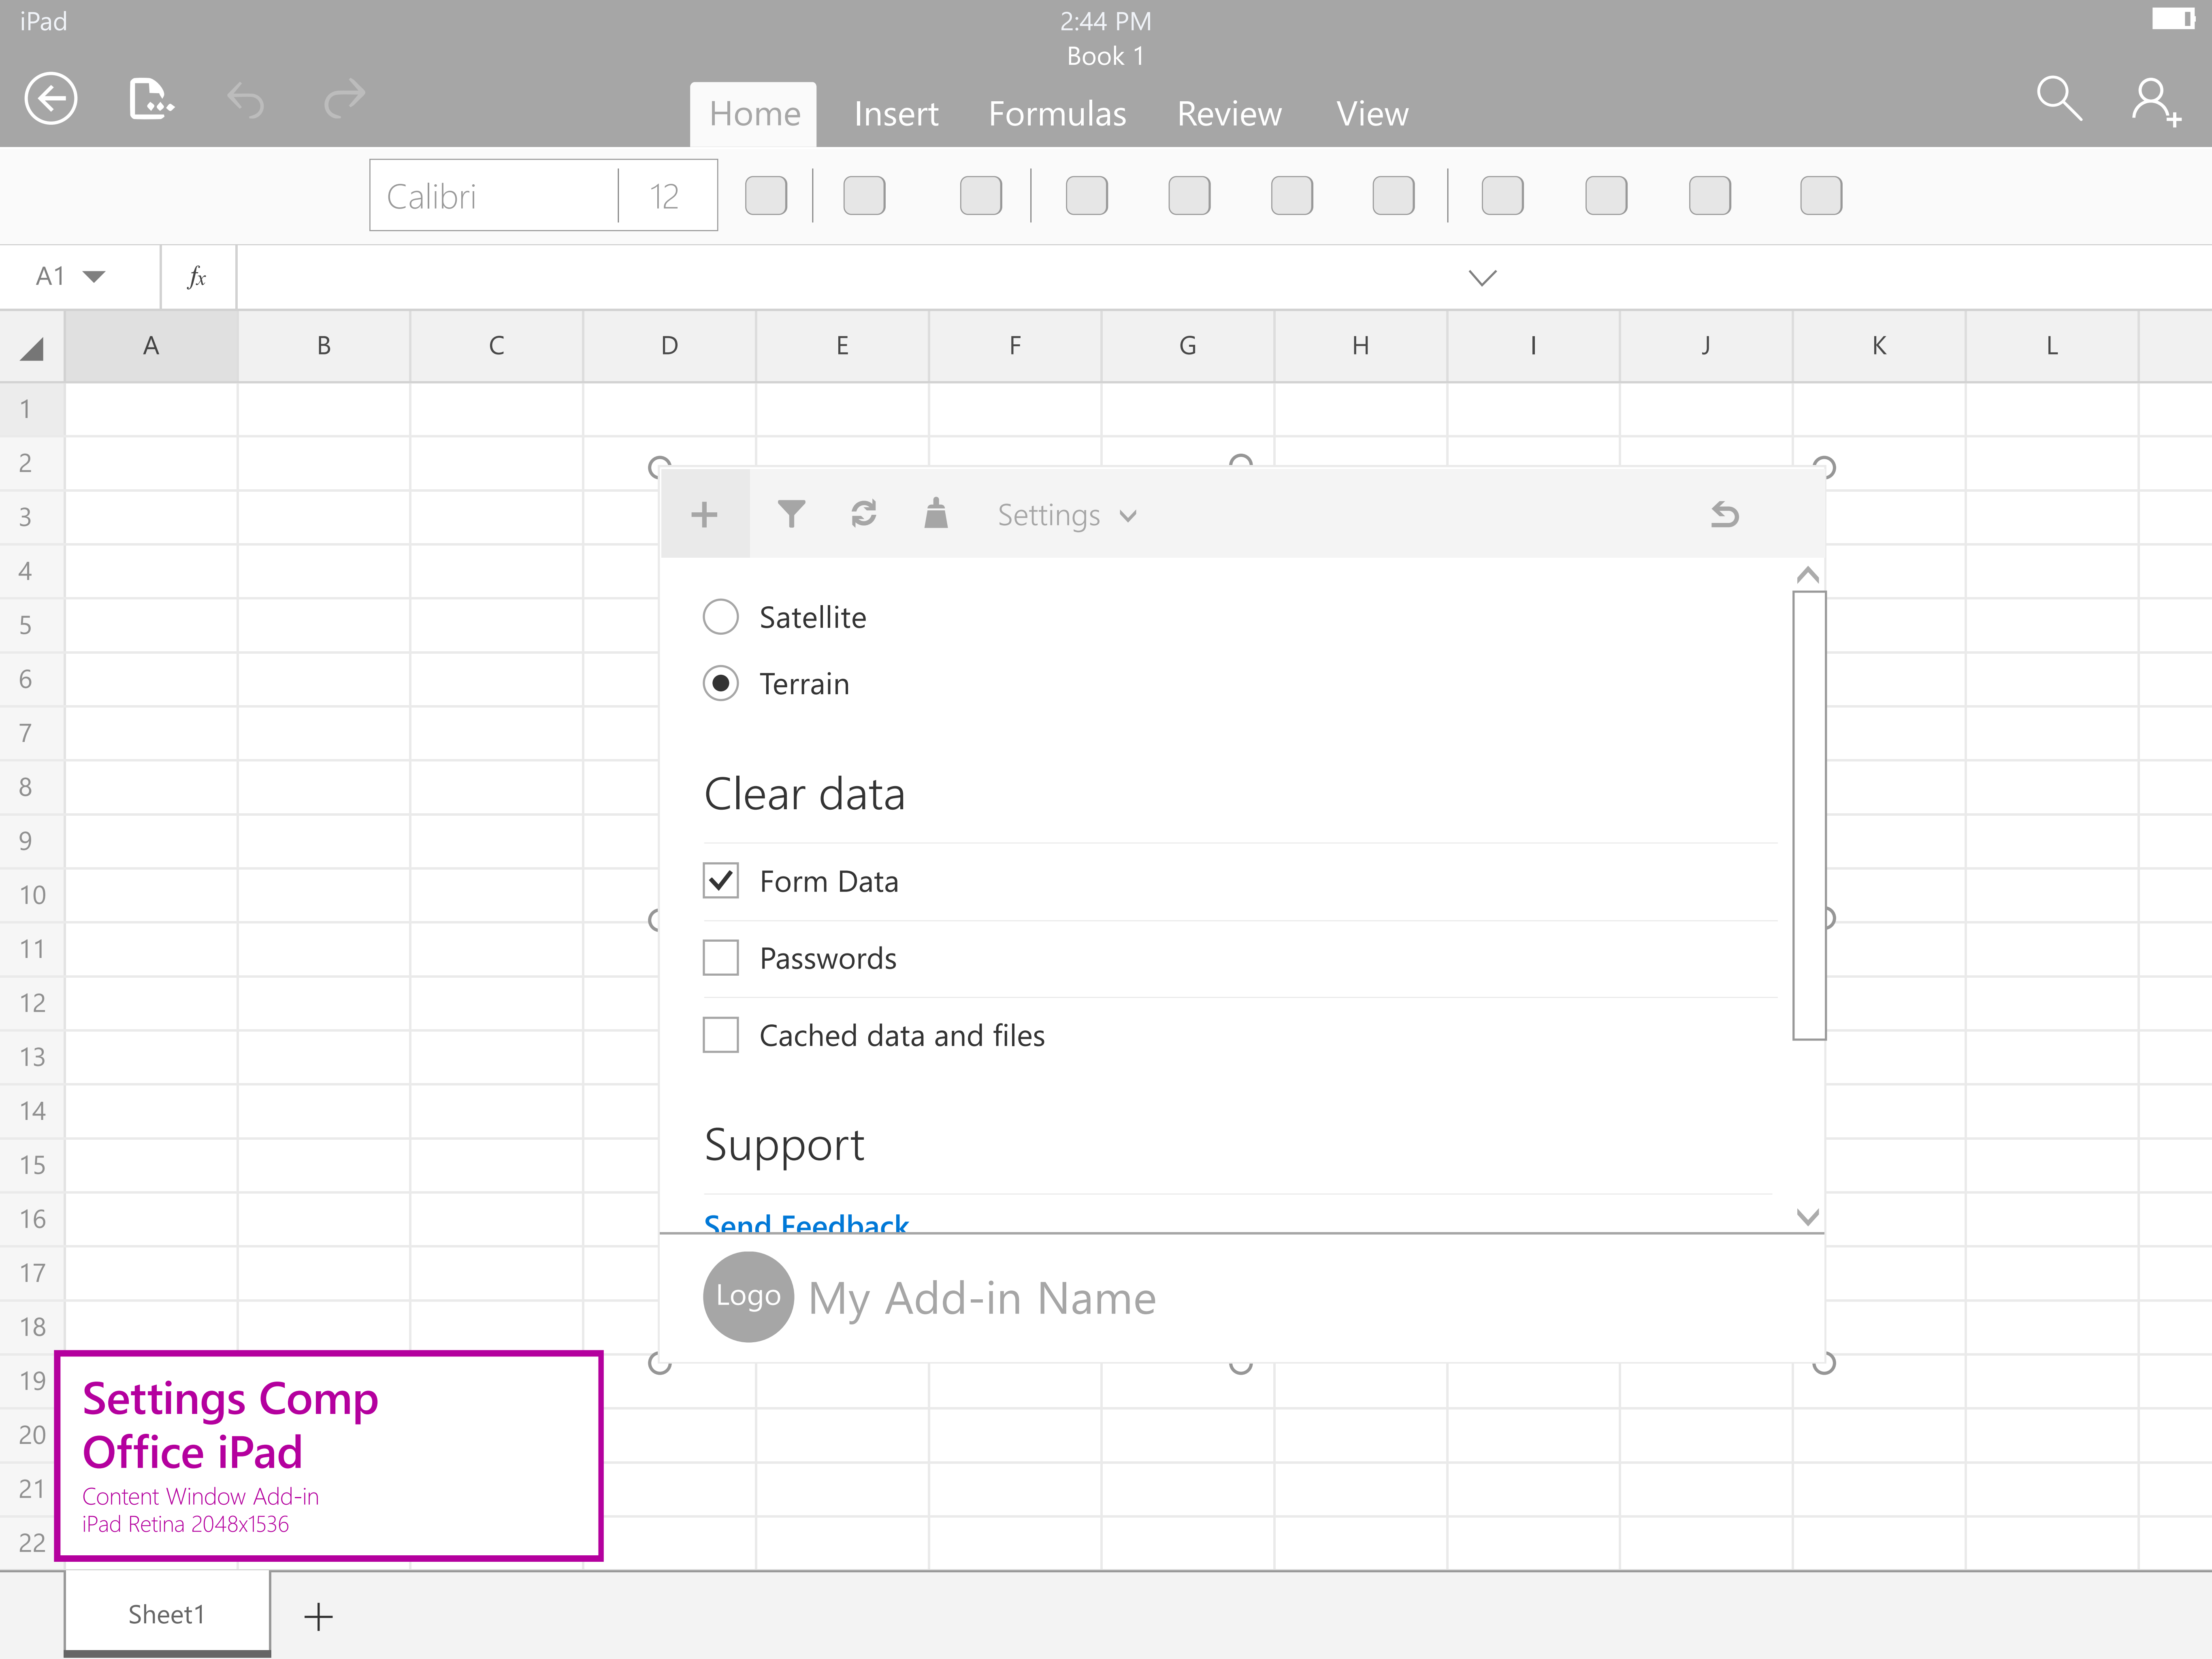 iPad
2:44 PM
Book 1
Home Insert Formulas Review View
Calibri 12
A1 fx
A B C D E F G H I J K L
1
2
3
Settings
4
5
Satellite
6
Terrain
7
8
Clear data
9
10
Form Data
11
Passwords
12
13
Cached data and files
14
15
Support
16
Send Feedback
17
Logo My Add-in Name
18
19
Settings Comp
20
Office iPad
21
Content Window Add-in
iPad Retina 2048x1536
22
Sheet1